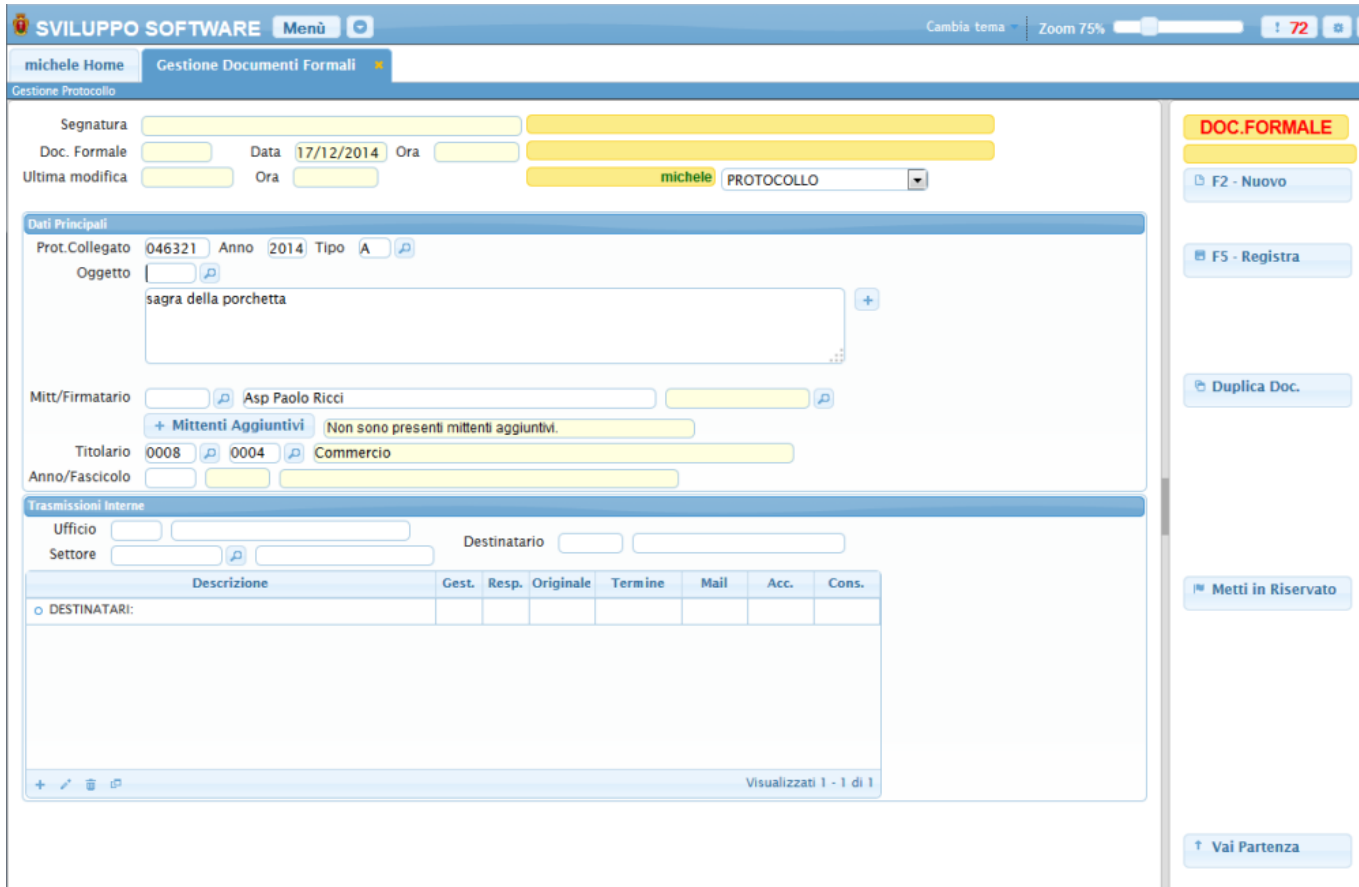 SVILUPPO SOFTWARE Menù Cambia tema Zoom 75% ! 72
michele Home Gestione Documenti Formali ×
Gestione Protocollo
Segnatura DOC.FORMALE
Doc. Formale Data 17/12/2014 Ora
Ultima modifica Ora michele PROTOCOLLO F2 - Nuovo
Dati Principali
Prot.Collegato 046321 Anno 2014 Tipo A F5 - Registra
Oggetto
sagra della porchetta +
Mitt/Firmatario Asp Paolo Ricci Duplica Doc.
+ Mittenti Aggiuntivi Non sono presenti mittenti aggiuntivi.
Titolario 0008 0004 Commercio
Anno/Fascicolo
Trasmissioni Interne
Ufficio Destinatario
Settore
Descrizione Gest. Resp. Originale Termine Mail Acc. Cons.
DESTINATARI: Metti in Riservato
+ Visualizzati 1 - 1 di 1
Vai Partenza